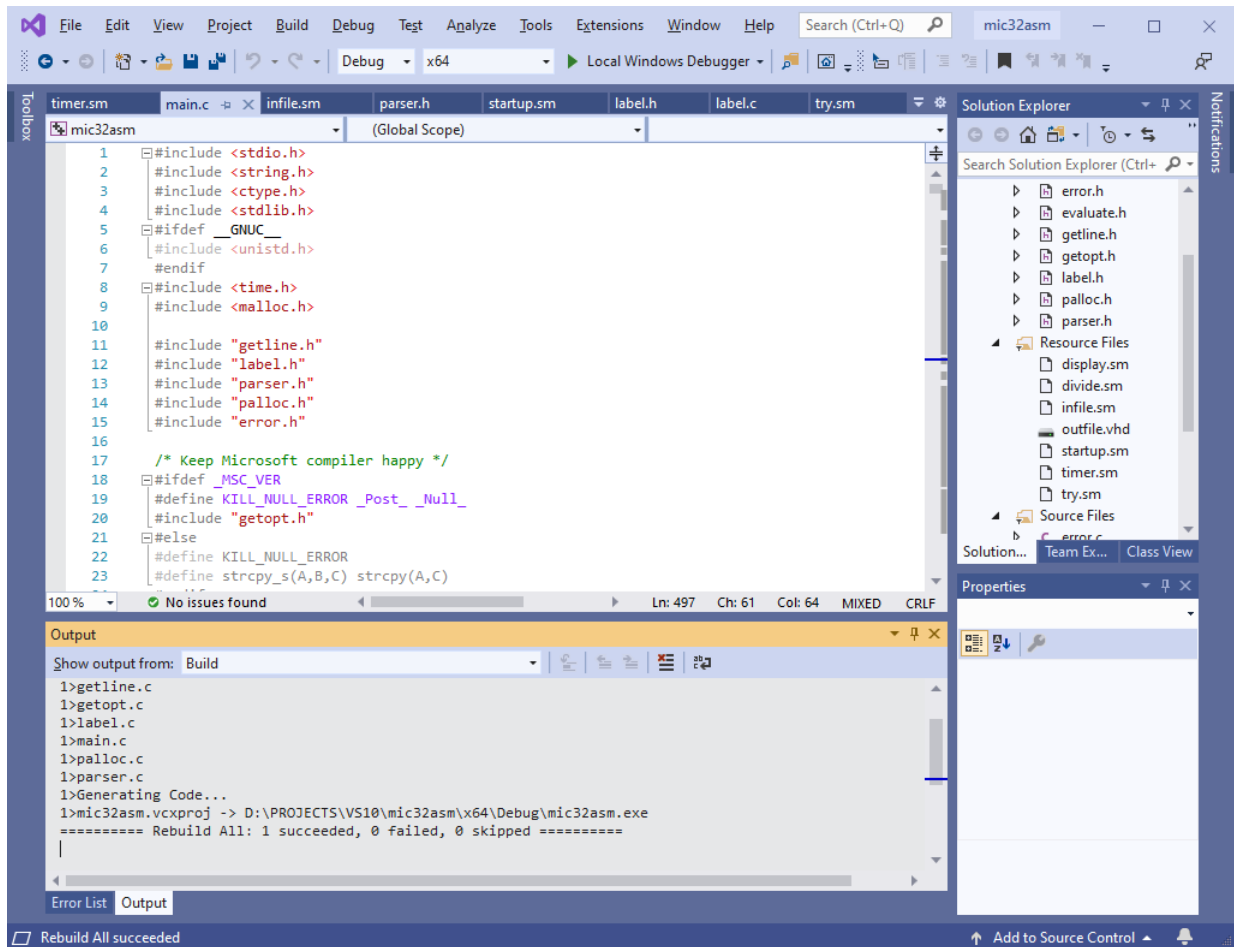 File Edit View Project Build Debug Test Analyze Tools Extensions Window Help Search (Ctrl+Q) mic32asm
Debug x64 Local Windows Debugger
Toolbox
timer.sm main.c infile.sm parser.h startup.sm label.h label.c try.sm
mic32asm (Global Scope)
1 #include <stdio.h>
2 #include <string.h>
3 #include <ctype.h>
4 #include <stdlib.h>
5 #ifdef __GNUC__
6 #include <unistd.h>
7 #endif
8 #include <time.h>
9 #include <malloc.h>
10
11 #include "getline.h"
12 #include "label.h"
13 #include "parser.h"
14 #include "palloc.h"
15 #include "error.h"
16
17 /* Keep Microsoft compiler happy */
18 #ifdef _MSC_VER
19 #define KILL_NULL_ERROR _Post_ _Null_
20 #include "getopt.h"
21 #else
22 #define KILL_NULL_ERROR
23 #define strcpy_s(A,B,C) strcpy(A,C)
100 % No issues found Ln: 497 Ch: 61 Col: 64 MIXED CRLF
Output
Show output from: Build
1>getline.c
1>getopt.c
1>label.c
1>main.c
1>palloc.c
1>parser.c
1>Generating Code...
1>mic32asm.vcxproj -> D:\PROJECTS\VS10\mic32asm\x64\Debug\mic32asm.exe
========== Rebuild All: 1 succeeded, 0 failed, 0 skipped ==========
Error List Output
Solution Explorer
Search Solution Explorer (Ctrl+
error.h
evaluate.h
getline.h
getopt.h
label.h
palloc.h
parser.h
Resource Files
display.sm
divide.sm
infile.sm
outfile.vhd
startup.sm
timer.sm
try.sm
Source Files
error.c
Solution... Team Ex... Class View
Properties
Notifications
Rebuild All succeeded Add to Source Control